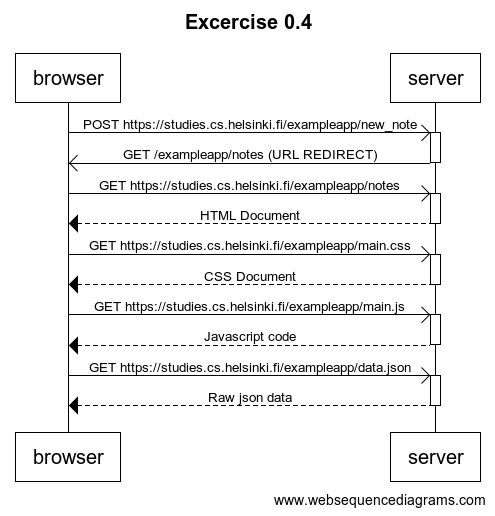 Excercise 0.4
browser
server
POST https://studies.cs.helsinki.fi/exampleapp/new_note
GET /exampleapp/notes (URL REDIRECT)
GET https://studies.cs.helsinki.fi/exampleapp/notes
HTML Document
GET https://studies.cs.helsinki.fi/exampleapp/main.css
CSS Document
GET https://studies.cs.helsinki.fi/exampleapp/main.js
Javascript code
GET https://studies.cs.helsinki.fi/exampleapp/data.json
Raw json data
browser
server
www.websequencediagrams.com